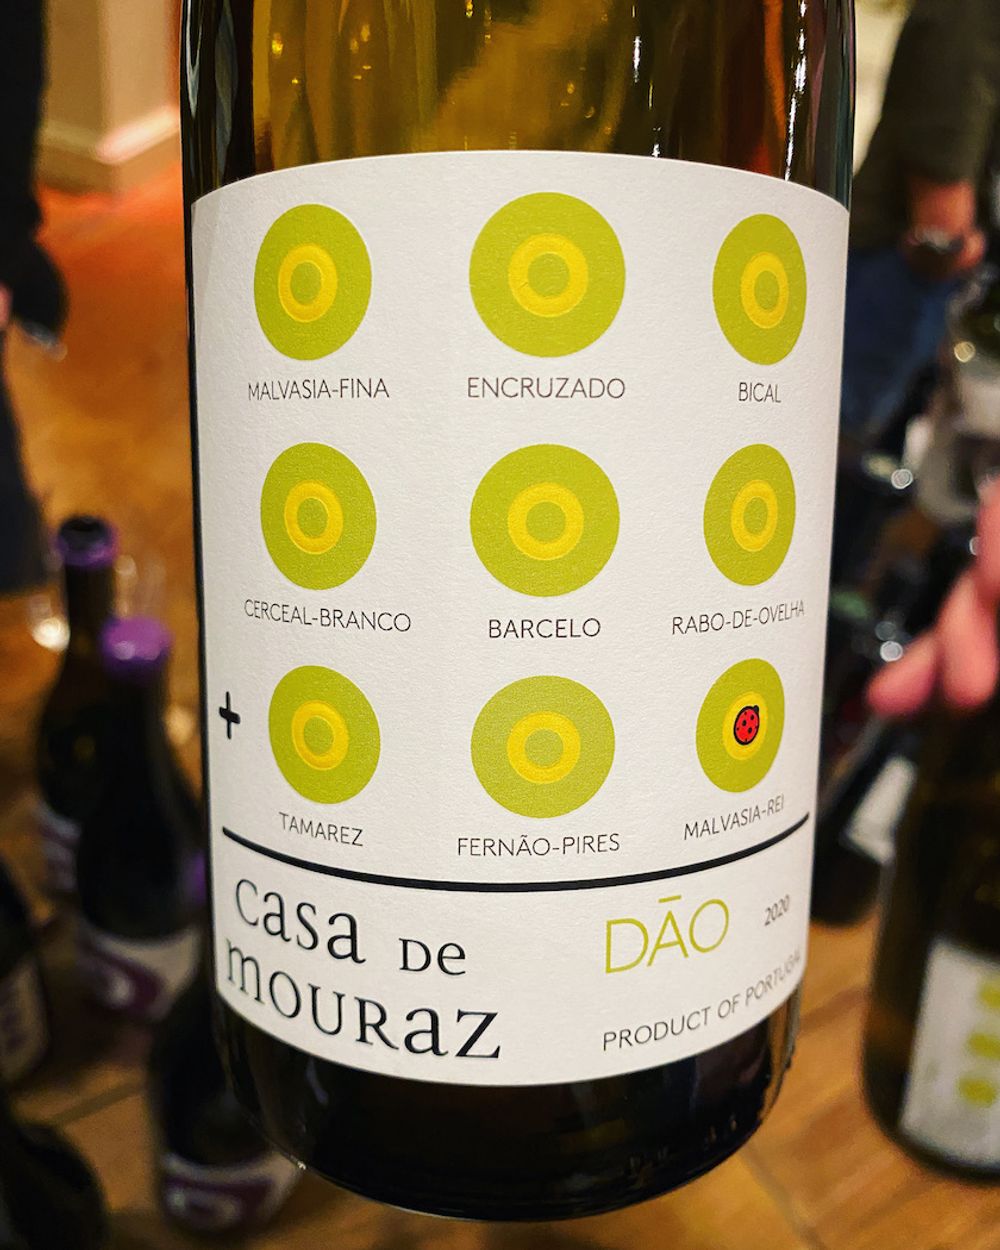 MALVASIA-FINA ENCRUZADO BICAL
CERCEAL-BRANCO BARCELO RABO-DE-OVELHA
+
TAMAREZ FERNÃO-PIRES MALVASIA-REI
casa DE
mouraz
DÃO 2020
PRODUCT OF PORTUGAL